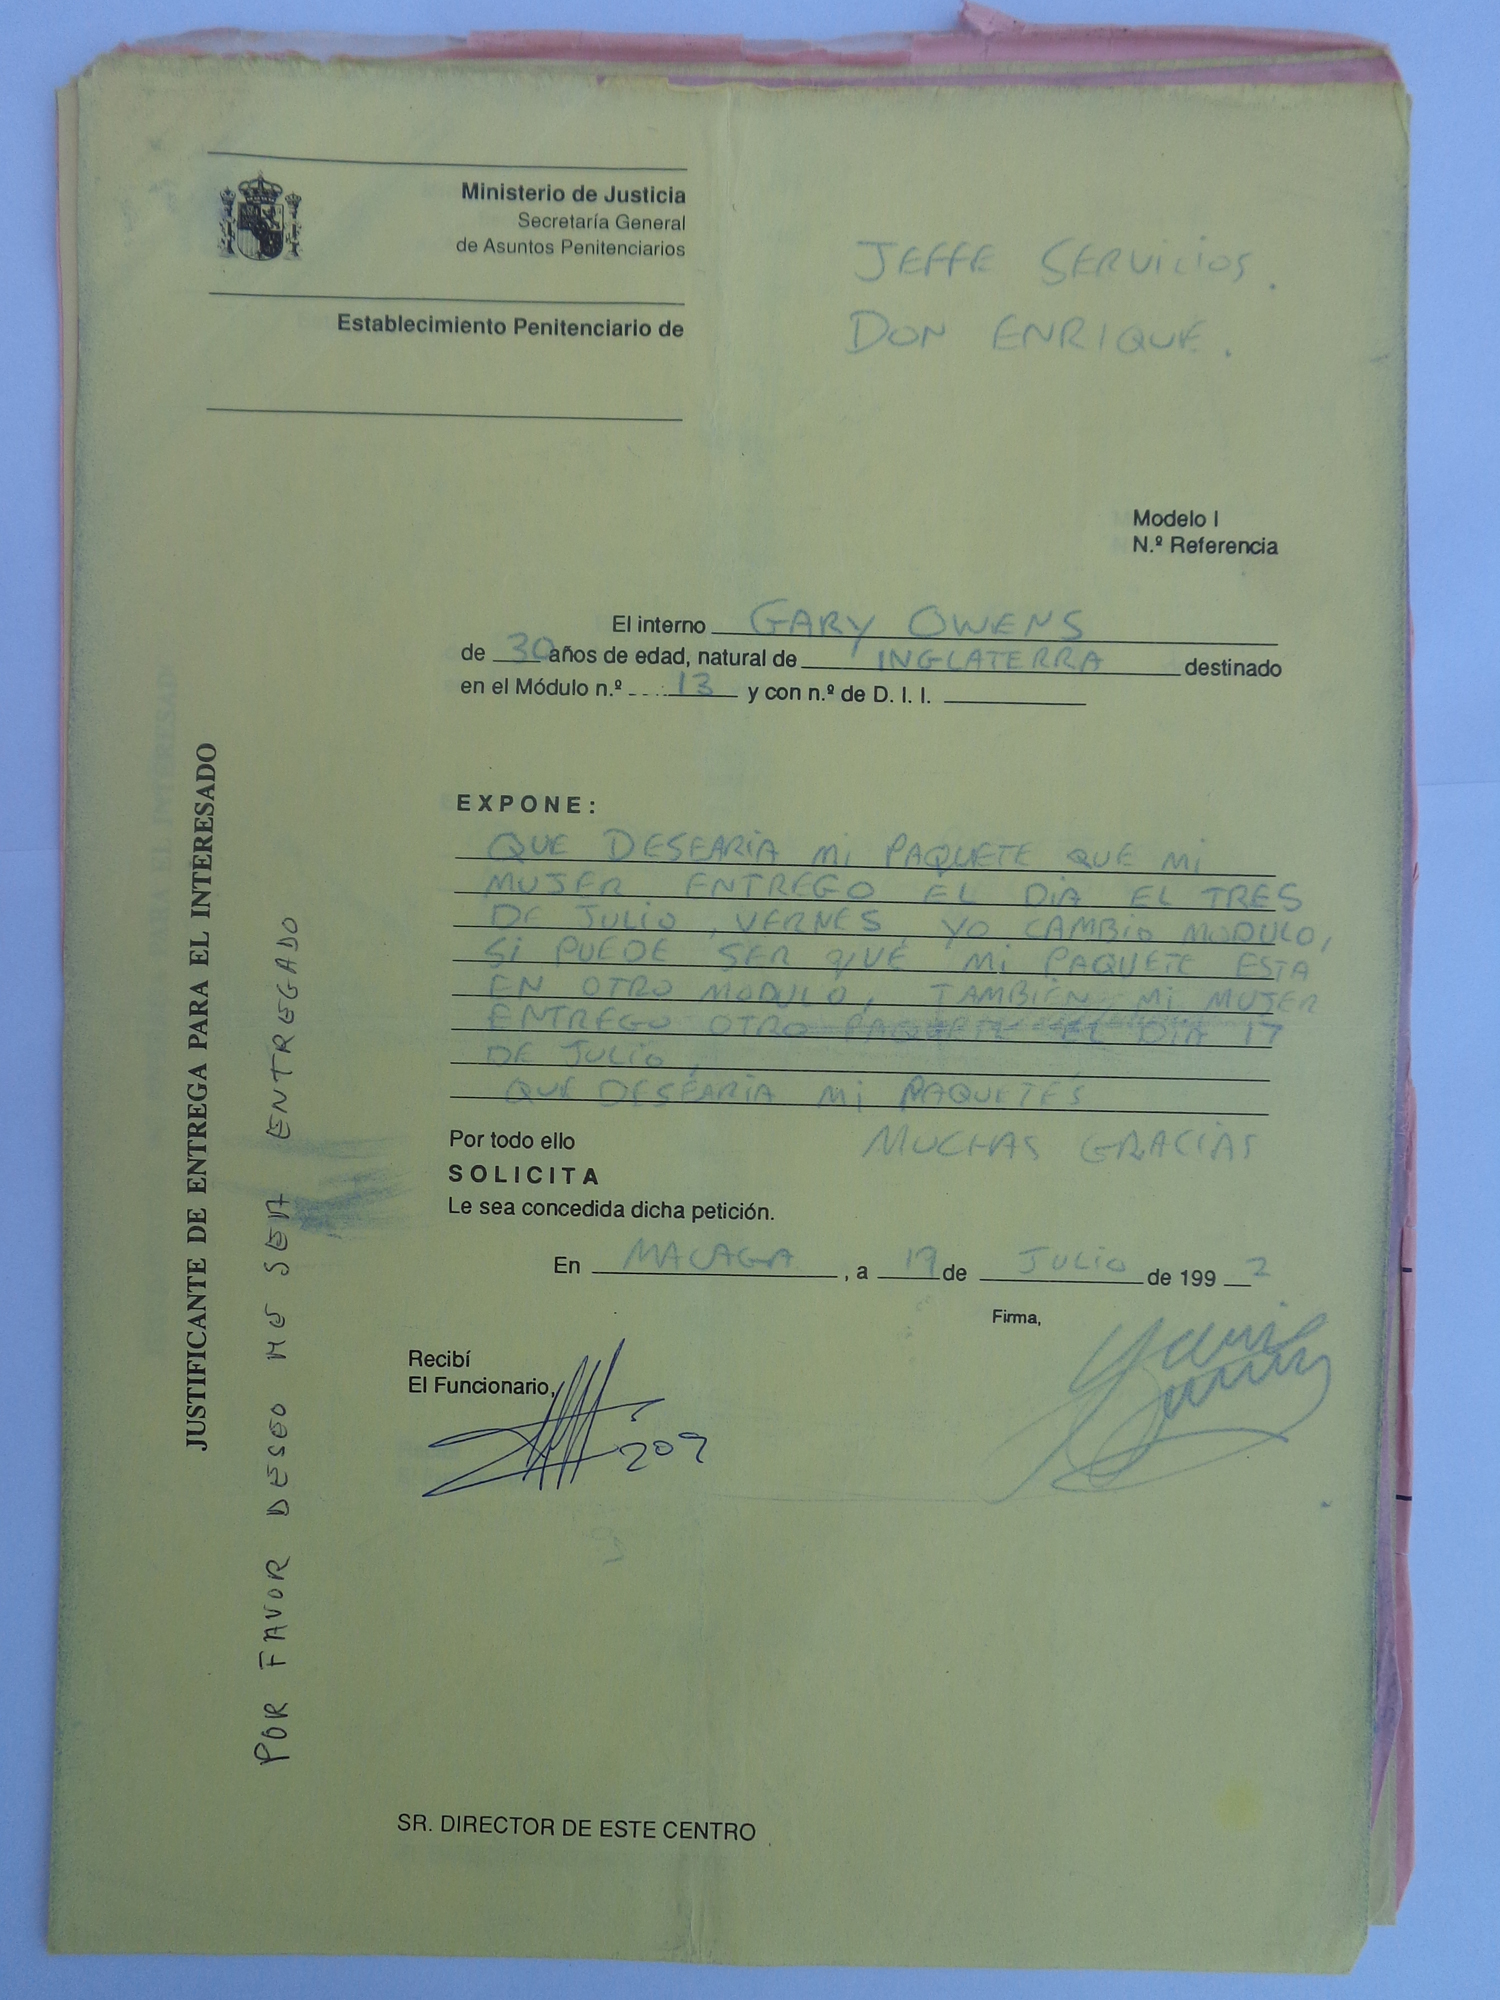 Ministerio de Justicia
Secretaría General
de Asuntos Penitenciarios
Establecimiento Penitenciario de
JEFFE SERVICIOS.
DON ENRIQUE.
Modelo I
N.º Referencia
El interno GARY OWENS
de 30 años de edad, natural de INGLATERRA destinado
en el Módulo n.º 13 y con n.º de D. I. I.
EXPONE:
QUE DESEARIA MI PAQUETE QUE MI
MUJER ENTREGO EL DIA EL TRES
DE JULIO, VERNES, YO CAMBIO MODULO,
SI PUEDE SER QUE MI PAQUETE ESTA
EN OTRO MODULO, TAMBIEN, MI MUJER
ENTREGO OTRO PAQUETE EL DIA 17
DE JULIO,
QUE DESEARIA MI PAQUETES
MUCHAS GRACIAS
Por todo ello
SOLICITA
Le sea concedida dicha petición.
En MALAGA, a 19 de JULIO de 1992
Firma,
Recibí
El Funcionario,
209
SR. DIRECTOR DE ESTE CENTRO
JUSTIFICANTE DE ENTREGA PARA EL INTERESADO
POR FAVOR DESEO ME SEA ENTREGADO